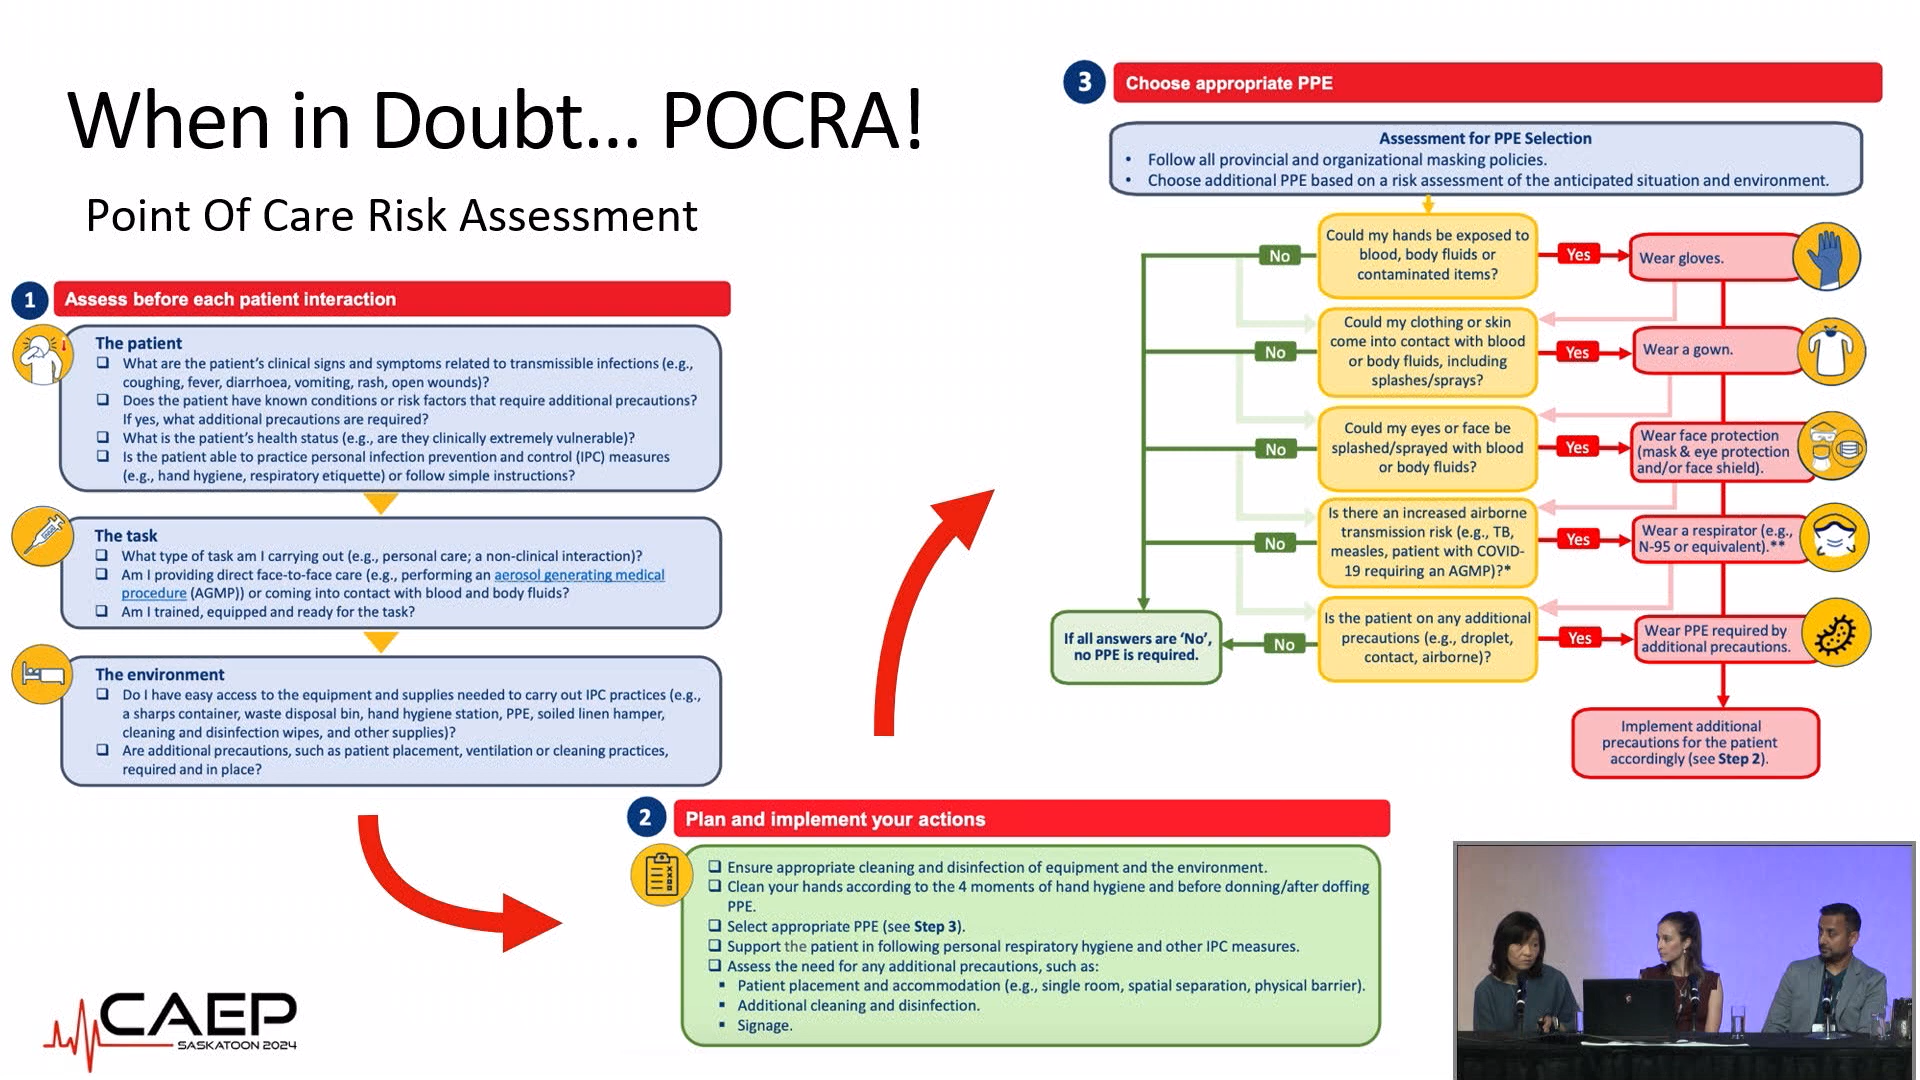 When in Doubt... POCRA!
Point Of Care Risk Assessment
1
Assess before each patient interaction
The patient
❑ What are the patient's clinical signs and symptoms related to transmissible infections (e.g.,
coughing, fever, diarrhoea, vomiting, rash, open wounds)?
❑ Does the patient have known conditions or risk factors that require additional precautions?
If yes, what additional precautions are required?
❑ What is the patient's health status (e.g., are they clinically extremely vulnerable)?
❑ Is the patient able to practice personal infection prevention and control (IPC) measures
(e.g., hand hygiene, respiratory etiquette) or follow simple instructions?
The task
❑ What type of task am I carrying out (e.g., personal care; a non-clinical interaction)?
❑ Am I providing direct face-to-face care (e.g., performing an aerosol generating medical
procedure (AGMP)) or coming into contact with blood and body fluids?
❑ Am I trained, equipped and ready for the task?
The environment
❑ Do I have easy access to the equipment and supplies needed to carry out IPC practices (e.g.,
a sharps container, waste disposal bin, hand hygiene station, PPE, soiled linen hamper,
cleaning and disinfection wipes, and other supplies)?
❑ Are additional precautions, such as patient placement, ventilation or cleaning practices,
required and in place?
2
Plan and implement your actions
❑ Ensure appropriate cleaning and disinfection of equipment and the environment.
❑ Clean your hands according to the 4 moments of hand hygiene and before donning/after doffing
PPE.
❑ Select appropriate PPE (see Step 3).
❑ Support the patient in following personal respiratory hygiene and other IPC measures.
❑ Assess the need for any additional precautions, such as:
▪ Patient placement and accommodation (e.g., single room, spatial separation, physical barrier).
▪ Additional cleaning and disinfection.
▪ Signage.
3
Choose appropriate PPE
Assessment for PPE Selection
• Follow all provincial and organizational masking policies.
• Choose additional PPE based on a risk assessment of the anticipated situation and environment.
No
Could my hands be exposed to
blood, body fluids or
contaminated items?
Yes
Wear gloves.
No
Could my clothing or skin
come into contact with blood
or body fluids, including
splashes/sprays?
Yes
Wear a gown.
No
Could my eyes or face be
splashed/sprayed with blood
or body fluids?
Yes
Wear face protection
(mask & eye protection
and/or face shield).
No
Is there an increased airborne
transmission risk (e.g., TB,
measles, patient with COVID-
19 requiring an AGMP)?*
Yes
Wear a respirator (e.g.,
N-95 or equivalent).**
If all answers are 'No',
no PPE is required.
No
Is the patient on any additional
precautions (e.g., droplet,
contact, airborne)?
Yes
Wear PPE required by
additional precautions.
Implement additional
precautions for the patient
accordingly (see Step 2).
CAEP
SASKATOON 2024